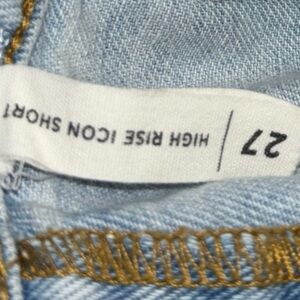 27 | HIGH RISE ICON SHORT